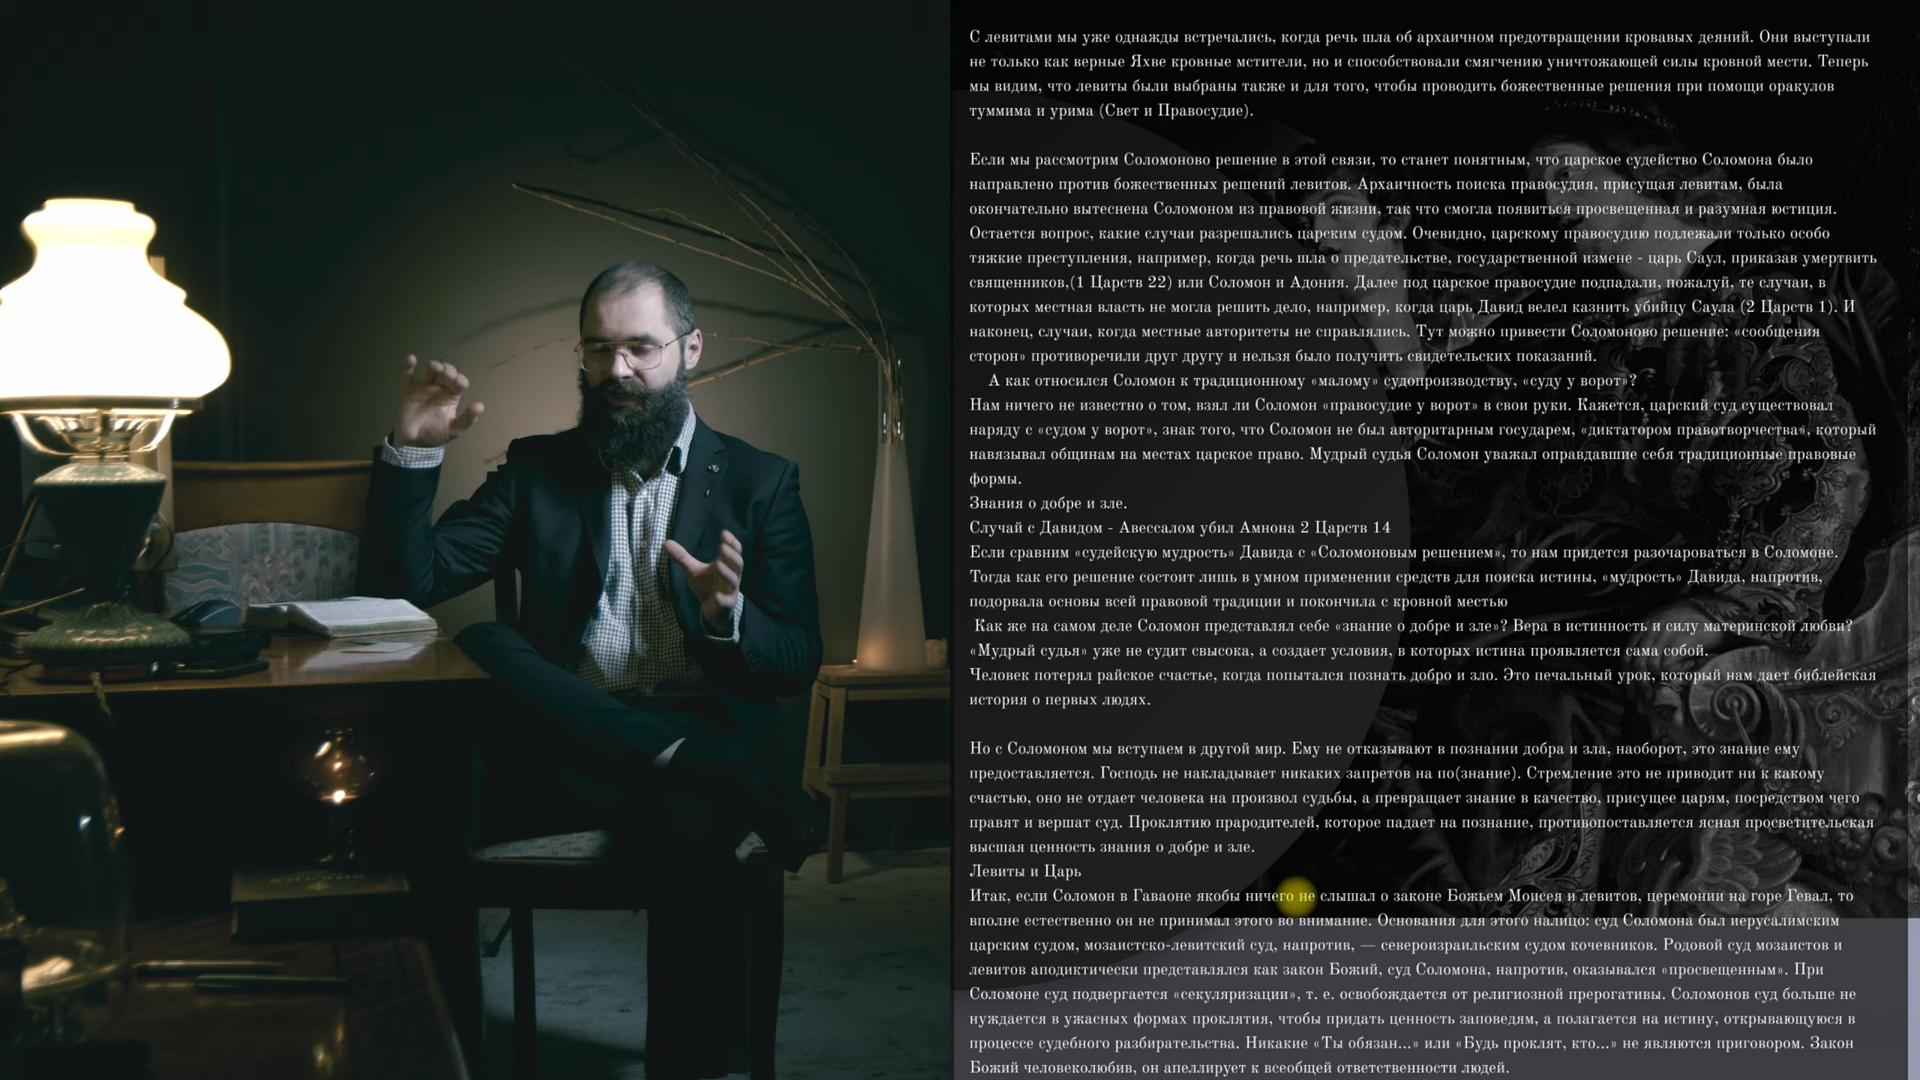 С левитами мы уже однажды встречались, когда речь шла об архаичном предотвращении кровавых деяний. Они выступали
не только как верные Яхве кровные мстители, но и способствовали смягчению уничтожающей силы кровной мести. Теперь
мы видим, что левиты были выбраны также и для того, чтобы проводить божественные решения при помощи оракулов
туммима и урима (Свет и Правосудие).
Если мы рассмотрим Соломоново решение в этой связи, то станет понятным, что царское судейство Соломона было
направлено против божественных решений левитов. Архаичность поиска правосудия, присущая левитам, была
окончательно вытеснена Соломоном из правовой жизни, так что смогла появиться просвещенная и разумная юстиция.
Остается вопрос, какие случаи разрешались царским судом. Очевидно, царскому правосудию подлежали только особо
тяжкие преступления, например, когда речь шла о предательстве, государственной измене - царь Саул, приказав умертвить
священников,(1 Царств 22) или Соломон и Адония. Далее под царское правосудие подпадали, пожалуй, те случаи, в
которых местная власть не могла решить дело, например, когда царь Давид велел казнить убийцу Саула (2 Царств 1). И
наконец, случаи, когда местные авторитеты не справлялись. Тут можно привести Соломоново решение: «сообщения
сторон» противоречили друг другу и нельзя было получить свидетельских показаний.
А как относился Соломон к традиционному «малому» судопроизводству, «суду у ворот»?
Нам ничего не известно о том, взял ли Соломон «правосудие у ворот» в свои руки. Кажется, царский суд существовал
наряду с «судом у ворот», знак того, что Соломон не был авторитарным государем, «диктатором правотворчества», который
навязывал общинам на местах царское право. Мудрый судья Соломон уважал оправдавшие себя традиционные правовые
формы.
Знания о добре и зле.
Случай с Давидом - Авессалом убил Амнона 2 Царств 14
Если сравним «судейскую мудрость» Давида с «Соломоновым решением», то нам придется разочароваться в Соломоне.
Тогда как его решение состоит лишь в умном применении средств для поиска истины, «мудрость» Давида, напротив,
подорвала основы всей правовой традиции и покончила с кровной местью
Как же на самом деле Соломон представлял себе «знание о добре и зле»? Вера в истинность и силу материнской любви?
«Мудрый судья» уже не судит свысока, а создает условия, в которых истина проявляется сама собой.
Человек потерял райское счастье, когда попытался познать добро и зло. Это печальный урок, который нам дает библейская
история о первых людях.
Но с Соломоном мы вступаем в другой мир. Ему не отказывают в познании добра и зла, наоборот, это знание ему
предоставляется. Господь не накладывает никаких запретов на по(знание). Стремление это не приводит ни к какому
счастью, оно не отдает человека на произвол судьбы, а превращает знание в качество, присущее царям, посредством чего
правят и вершат суд. Проклятию прародителей, которое падает на познание, противопоставляется ясная просветительская
высшая ценность знания о добре и зле.
Левиты и Царь
Итак, если Соломон в Гаваоне якобы ничего не слышал о законе Божьем Моисея и левитов, церемонии на горе Гевал, то
вполне естественно он не принимал этого во внимание. Основания для этого налицо: суд Соломона был иерусалимским
царским судом, мозаистско-левитский суд, напротив, — североизраильским судом кочевников. Родовой суд мозаистов и
левитов аподиктически представлялся как закон Божий, суд Соломона, напротив, оказывался «просвещенным». При
Соломоне суд подвергается «секуляризации», т. е. освобождается от религиозной прерогативы. Соломонов суд больше не
нуждается в ужасных формах проклятия, чтобы придать ценность заповедям, а полагается на истину, открывающуюся в
процессе судебного разбирательства. Никакие «Ты обязан...» или «Будь проклят, кто...» не являются приговором. Закон
Божий человеколюбив, он апеллирует к всеобщей ответственности людей.